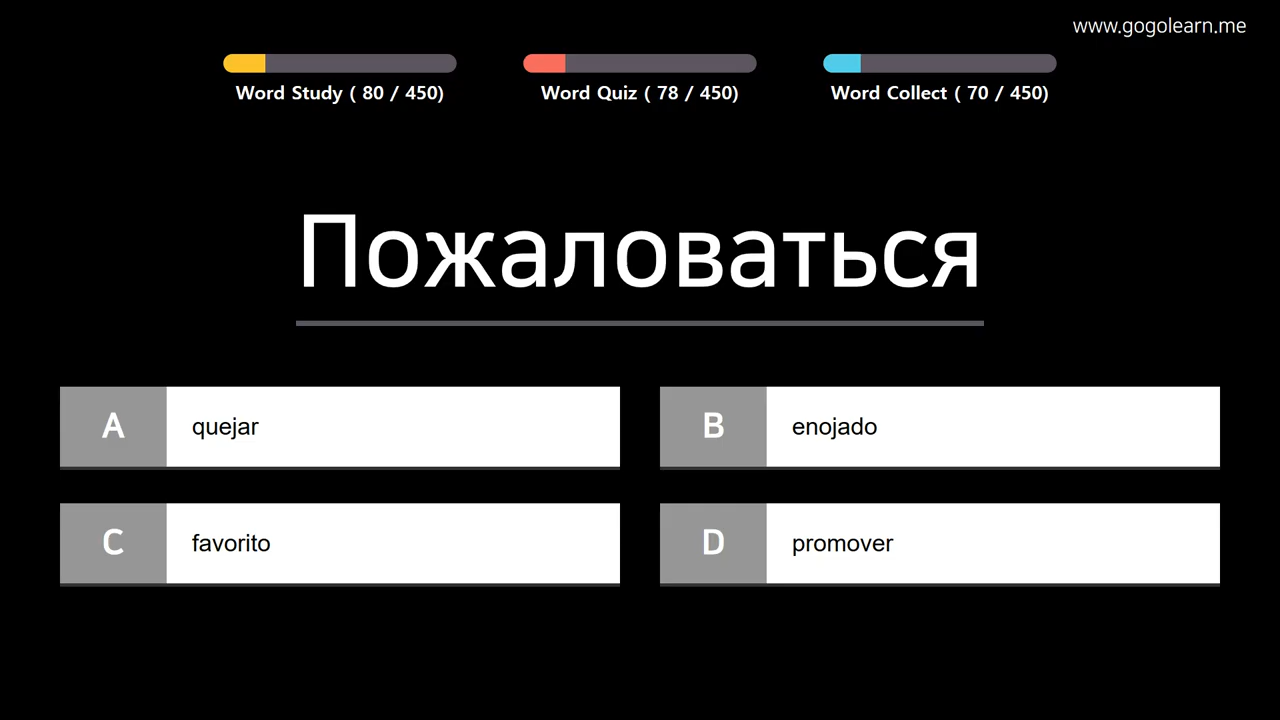 www.gogolearn.me
Word Study ( 80 / 450)
Word Quiz ( 78 / 450)
Word Collect ( 70 / 450)
Пожаловаться
A quejar
B enojado
C favorito
D promover